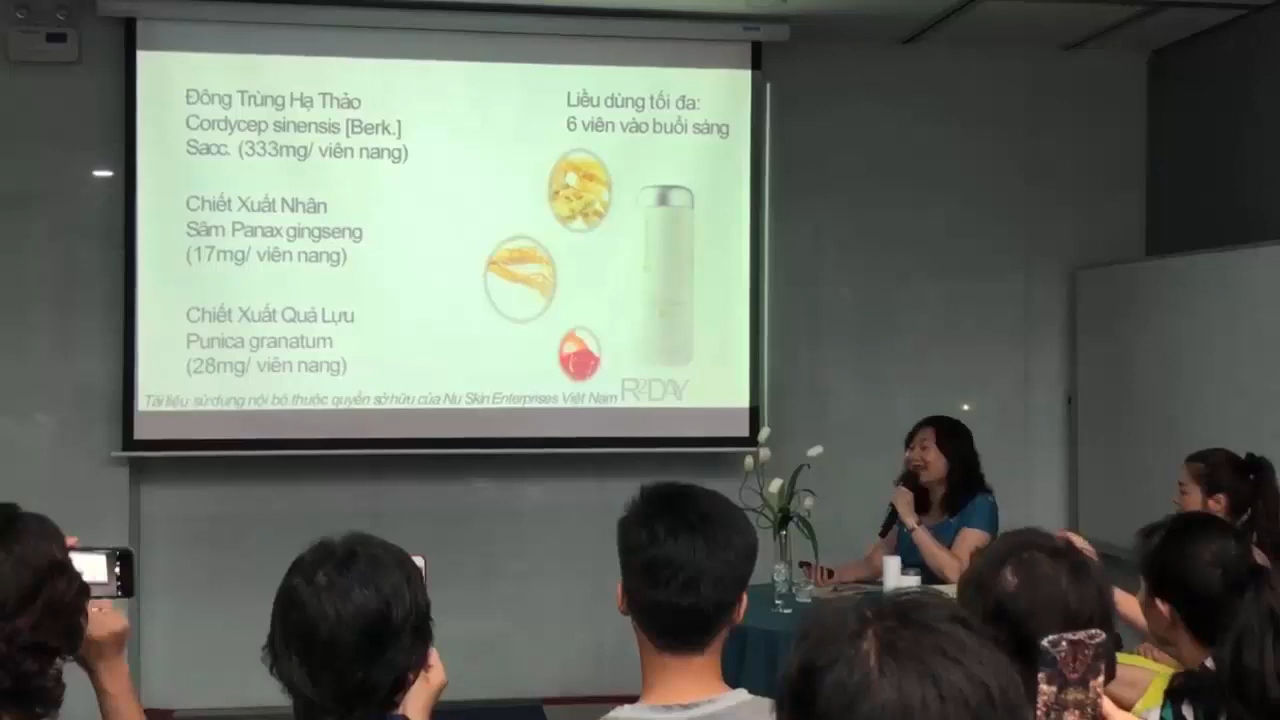 Đông Trùng Hạ Thảo
Cordycep sinensis [Berk.]
Sacc. (333mg/ viên nang)
Chiết Xuất Nhân
Sâm Panax gingseng
(17mg/ viên nang)
Chiết Xuất Quả Lựu
Punica granatum
(28mg/ viên nang)
Liều dùng tối đa:
6 viên vào buổi sáng
Tài liệu sử dụng nội bộ thuộc quyền sở hữu của Nu Skin Enterprises Việt Nam
R²DAY